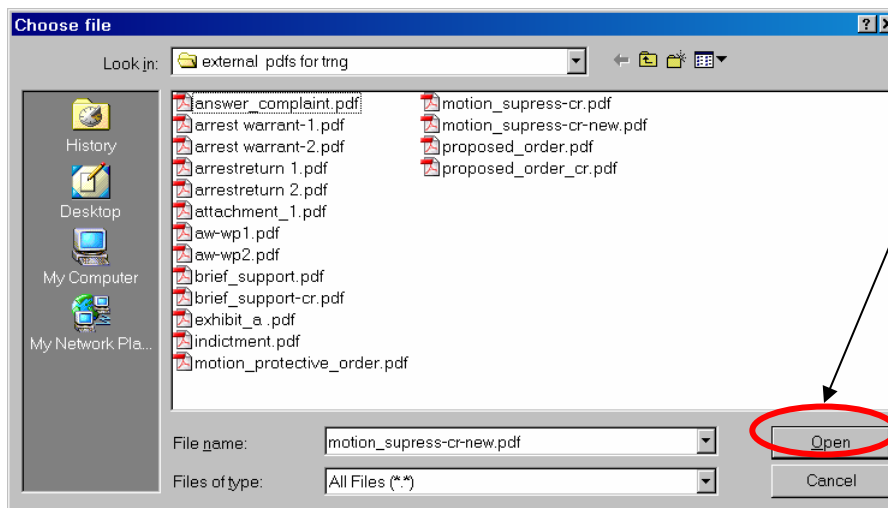 Choose file
Look in: external pdfs for trng
History
Desktop
My Computer
My Network Pla...
answer_complaint.pdf
arrest warrant-1.pdf
arrest warrant-2.pdf
arrestreturn 1.pdf
arrestreturn 2.pdf
attachment_1.pdf
aw-wp1.pdf
aw-wp2.pdf
brief_support.pdf
brief_support-cr.pdf
exhibit_a .pdf
indictment.pdf
motion_protective_order.pdf
motion_supress-cr.pdf
motion_supress-cr-new.pdf
proposed_order.pdf
proposed_order_cr.pdf
File name: motion_supress-cr-new.pdf Open
Files of type: All Files (*.*) Cancel